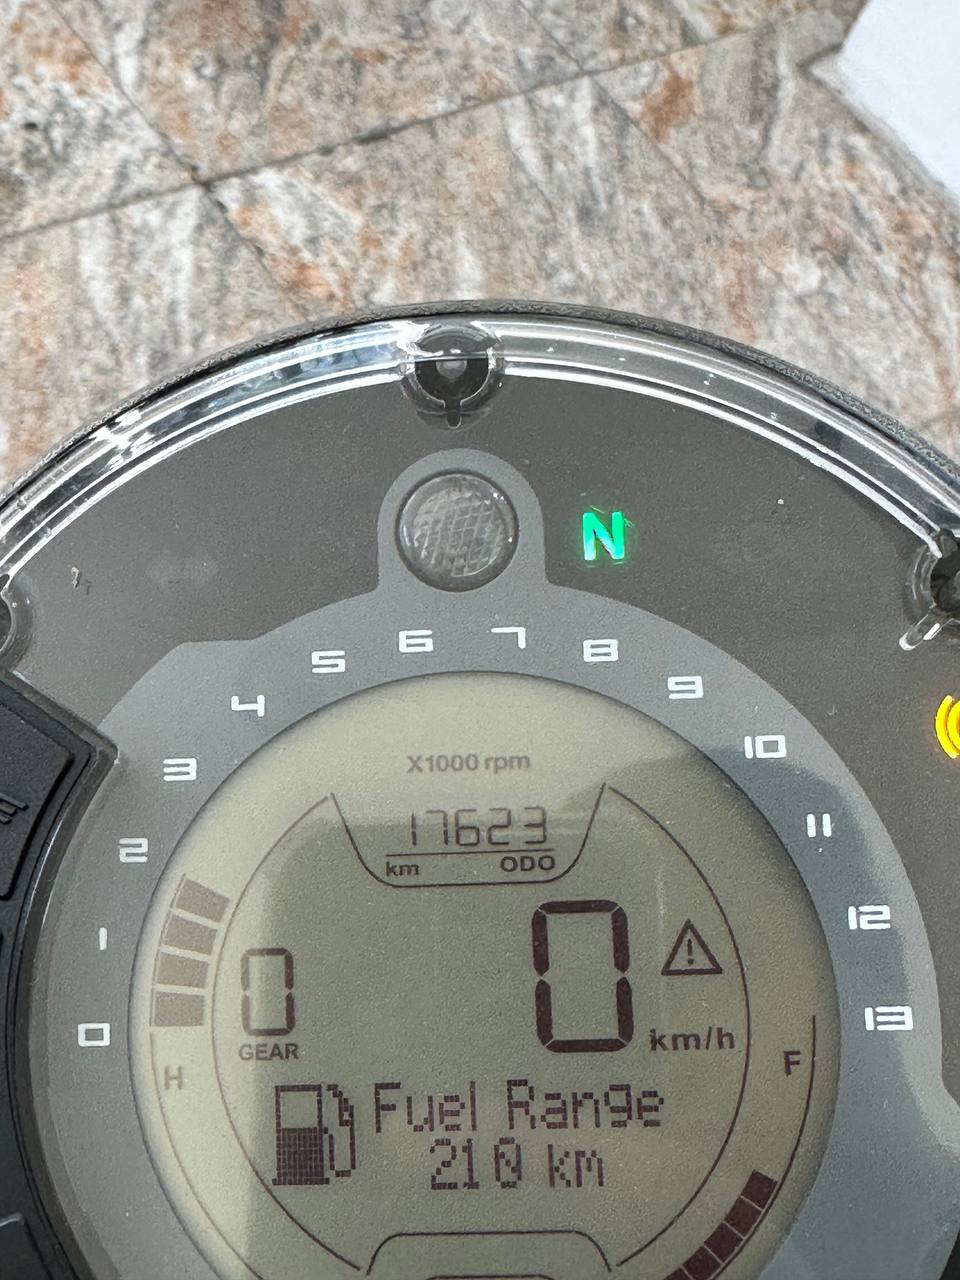 N
0 1 2 3 4 5 6 7 8 9 10 11 12 13
X1000 rpm
17623
km ODO
0
GEAR
0
km/h
H
F
Fuel Range
210 km